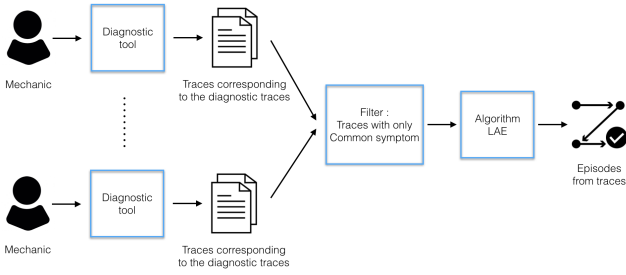 Diagnostic
tool
Mechanic
Traces corresponding
to the diagnostic traces
Filter :
Traces with only
Common symptom
Algorithm
LAE
Episodes
from traces
Diagnostic
tool
Mechanic
Traces corresponding
to the diagnostic traces